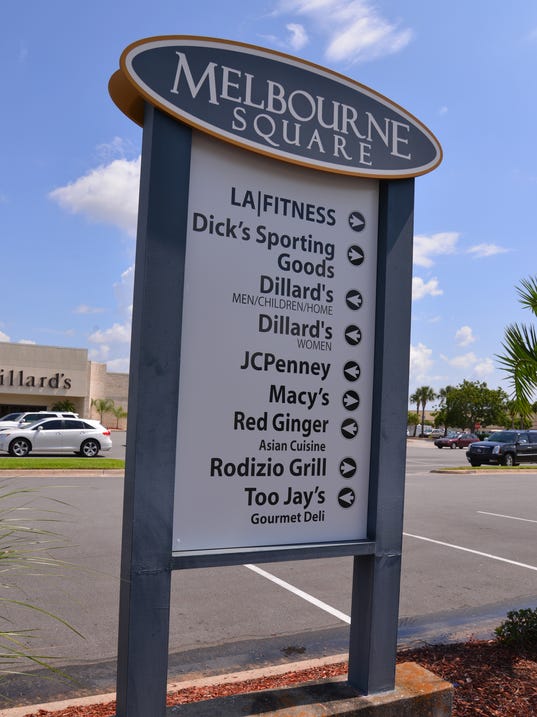 MELBOURNE
SQUARE
LA|FITNESS
Dick's Sporting
Goods
Dillard's
MEN/CHILDREN/HOME
Dillard's
WOMEN
JCPenney
Macy's
Red Ginger
Asian Cuisine
Rodizio Grill
Too Jay's
Gourmet Deli
illard's